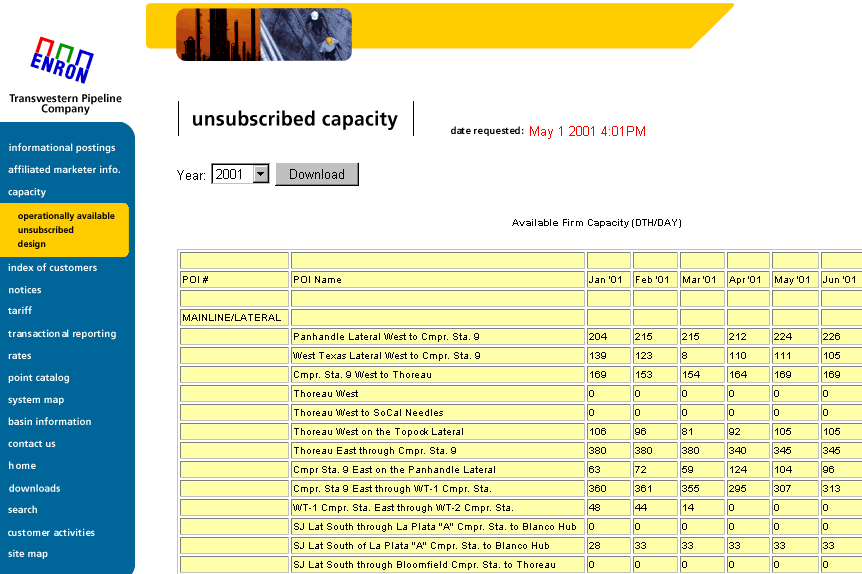 ENRON
Transwestern Pipeline
Company
informational postings
affiliated marketer info.
capacity
operationally available
unsubscribed
design
index of customers
notices
tariff
transactional reporting
rates
point catalog
system map
basin information
contact us
home
downloads
search
customer activities
site map
unsubscribed capacity
date requested: May 1 2001 4:01PM
Year: 2001 Download
Available Firm Capacity (DTH/DAY)
POI # POI Name Jan '01 Feb '01 Mar '01 Apr '01 May '01 Jun '01
MAINLINE/LATERAL
Panhandle Lateral West to Cmpr. Sta. 9 204 215 215 212 224 226
West Texas Lateral West to Cmpr. Sta. 9 139 123 8 110 111 105
Cmpr. Sta. 9 West to Thoreau 169 153 154 164 169 169
Thoreau West 0 0 0 0 0 0
Thoreau West to SoCal Needles 0 0 0 0 0 0
Thoreau West on the Topock Lateral 106 96 81 92 105 105
Thoreau East through Cmpr. Sta. 9 380 380 380 340 345 345
Cmpr Sta. 9 East on the Panhandle Lateral 63 72 59 124 104 96
Cmpr. Sta 9 East through WT-1 Cmpr. Sta. 360 361 355 295 307 313
WT-1 Cmpr. Sta. East through WT-2 Cmpr. Sta. 48 44 14 0 0 0
SJ Lat South through La Plata "A" Cmpr. Sta. to Blanco Hub 0 0 0 0 0 0
SJ Lat South of La Plata "A" Cmpr. Sta. to Blanco Hub 28 33 33 33 33 33
SJ Lat South through Bloomfield Cmpr. Sta. to Thoreau 0 0 0 0 0 0